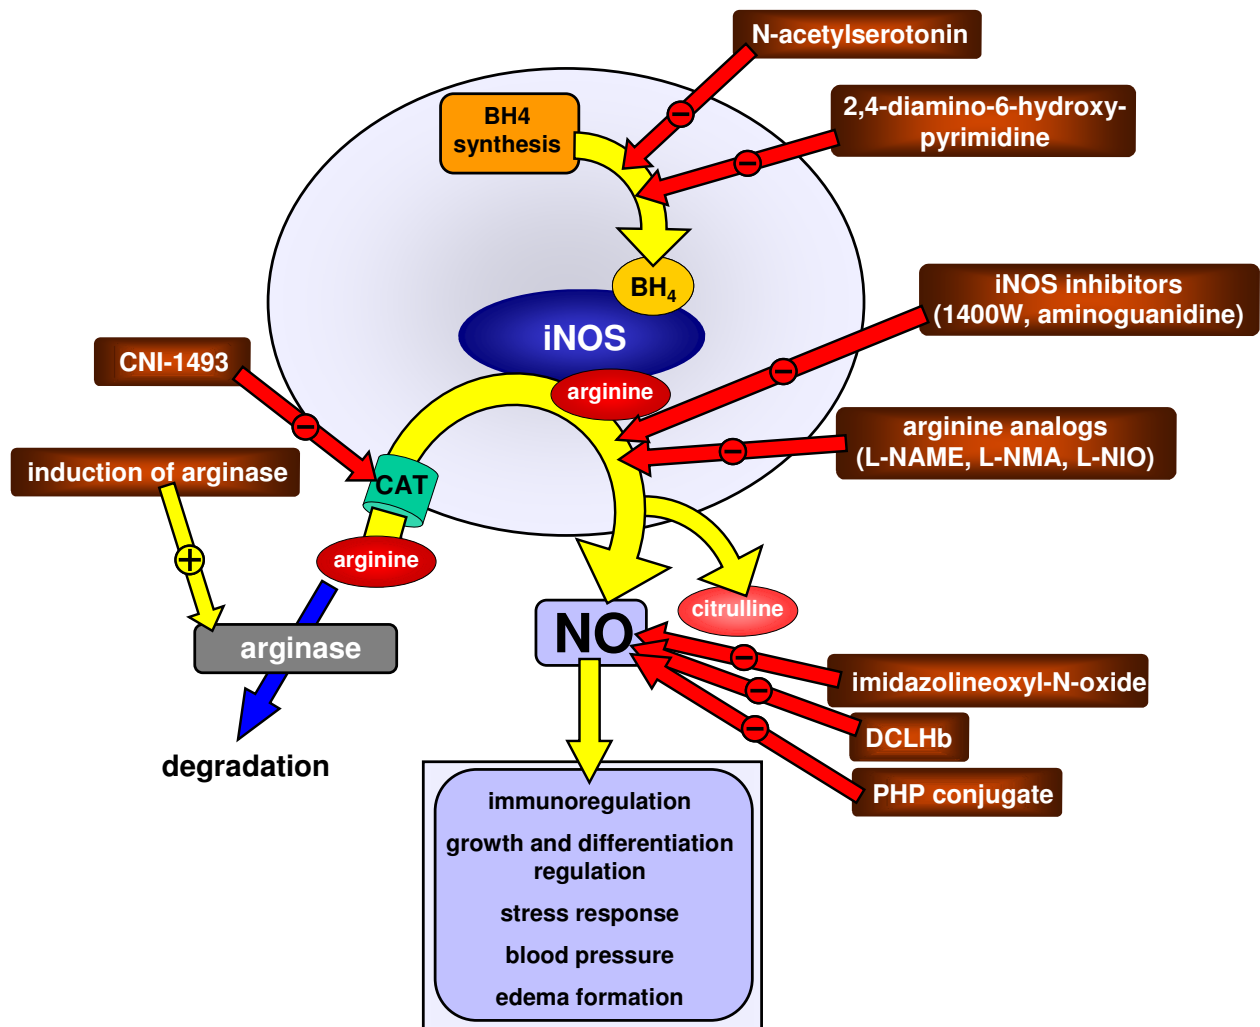 N-acetylserotonin
BH4
synthesis
2,4-diamino-6-hydroxy-
pyrimidine
BH₄
iNOS inhibitors
(1400W, aminoguanidine)
iNOS
CNI-1493
arginine
arginine analogs
(L-NAME, L-NMA, L-NIO)
induction of arginase
CAT
arginine
citrulline
NO
arginase
imidazolineoxyl-N-oxide
DCLHb
degradation
PHP conjugate
immunoregulation
growth and differentiation
regulation
stress response
blood pressure
edema formation